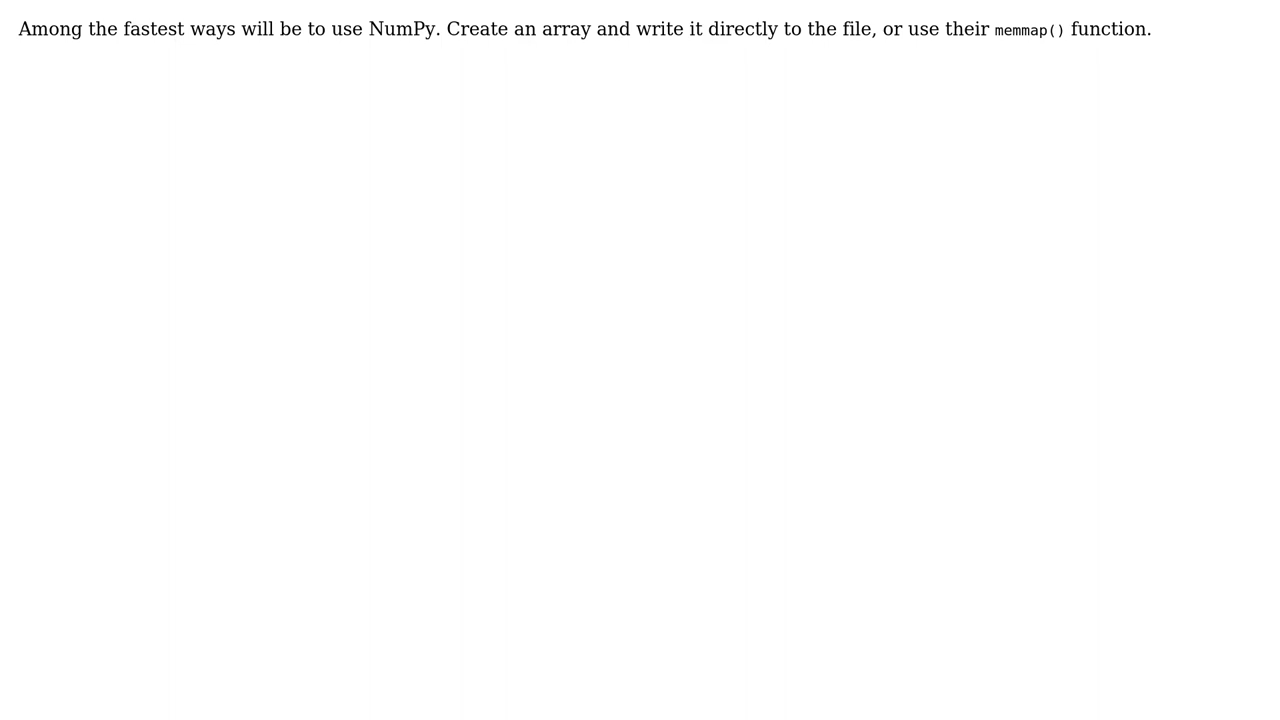 Among the fastest ways will be to use NumPy. Create an array and write it directly to the file, or use their memmap() function.